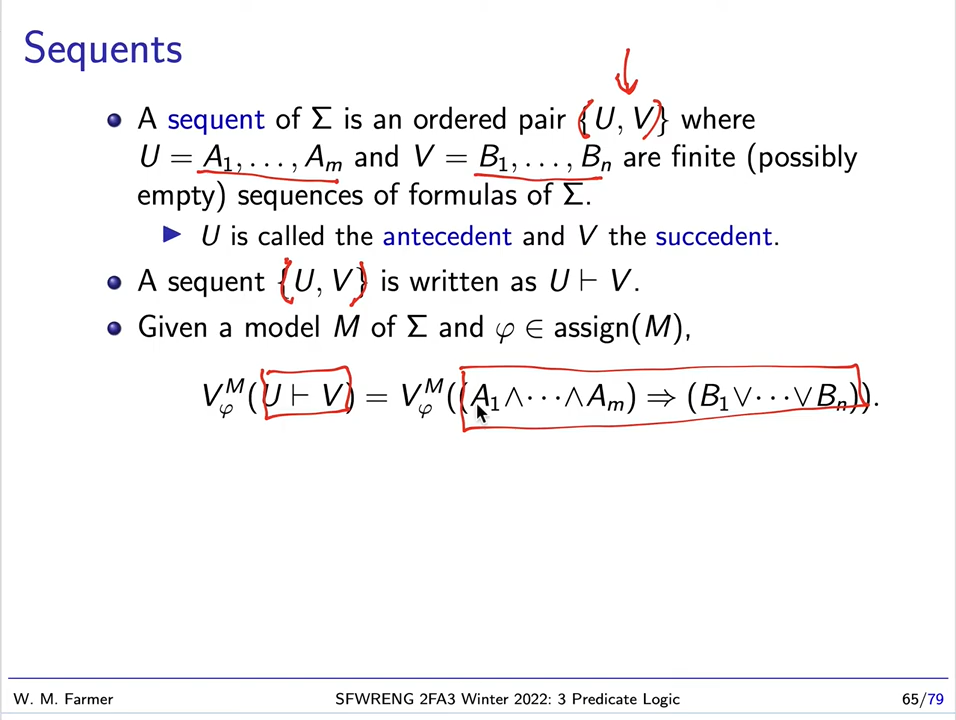 Sequents
A sequent of Σ is an ordered pair {U, V} where
U = A₁, . . . , Aₘ and V = B₁, . . . , Bₙ are finite (possibly
empty) sequences of formulas of Σ.
U is called the antecedent and V the succedent.
A sequent {U, V} is written as U ⊢ V.
Given a model M of Σ and φ ∈ assign(M),
V^M_φ(U ⊢ V) = V^M_φ((A₁ ∧ · · · ∧ Aₘ) ⇒ (B₁ ∨ · · · ∨ Bₙ)).
W. M. Farmer SFWRENG 2FA3 Winter 2022: 3 Predicate Logic 65/79